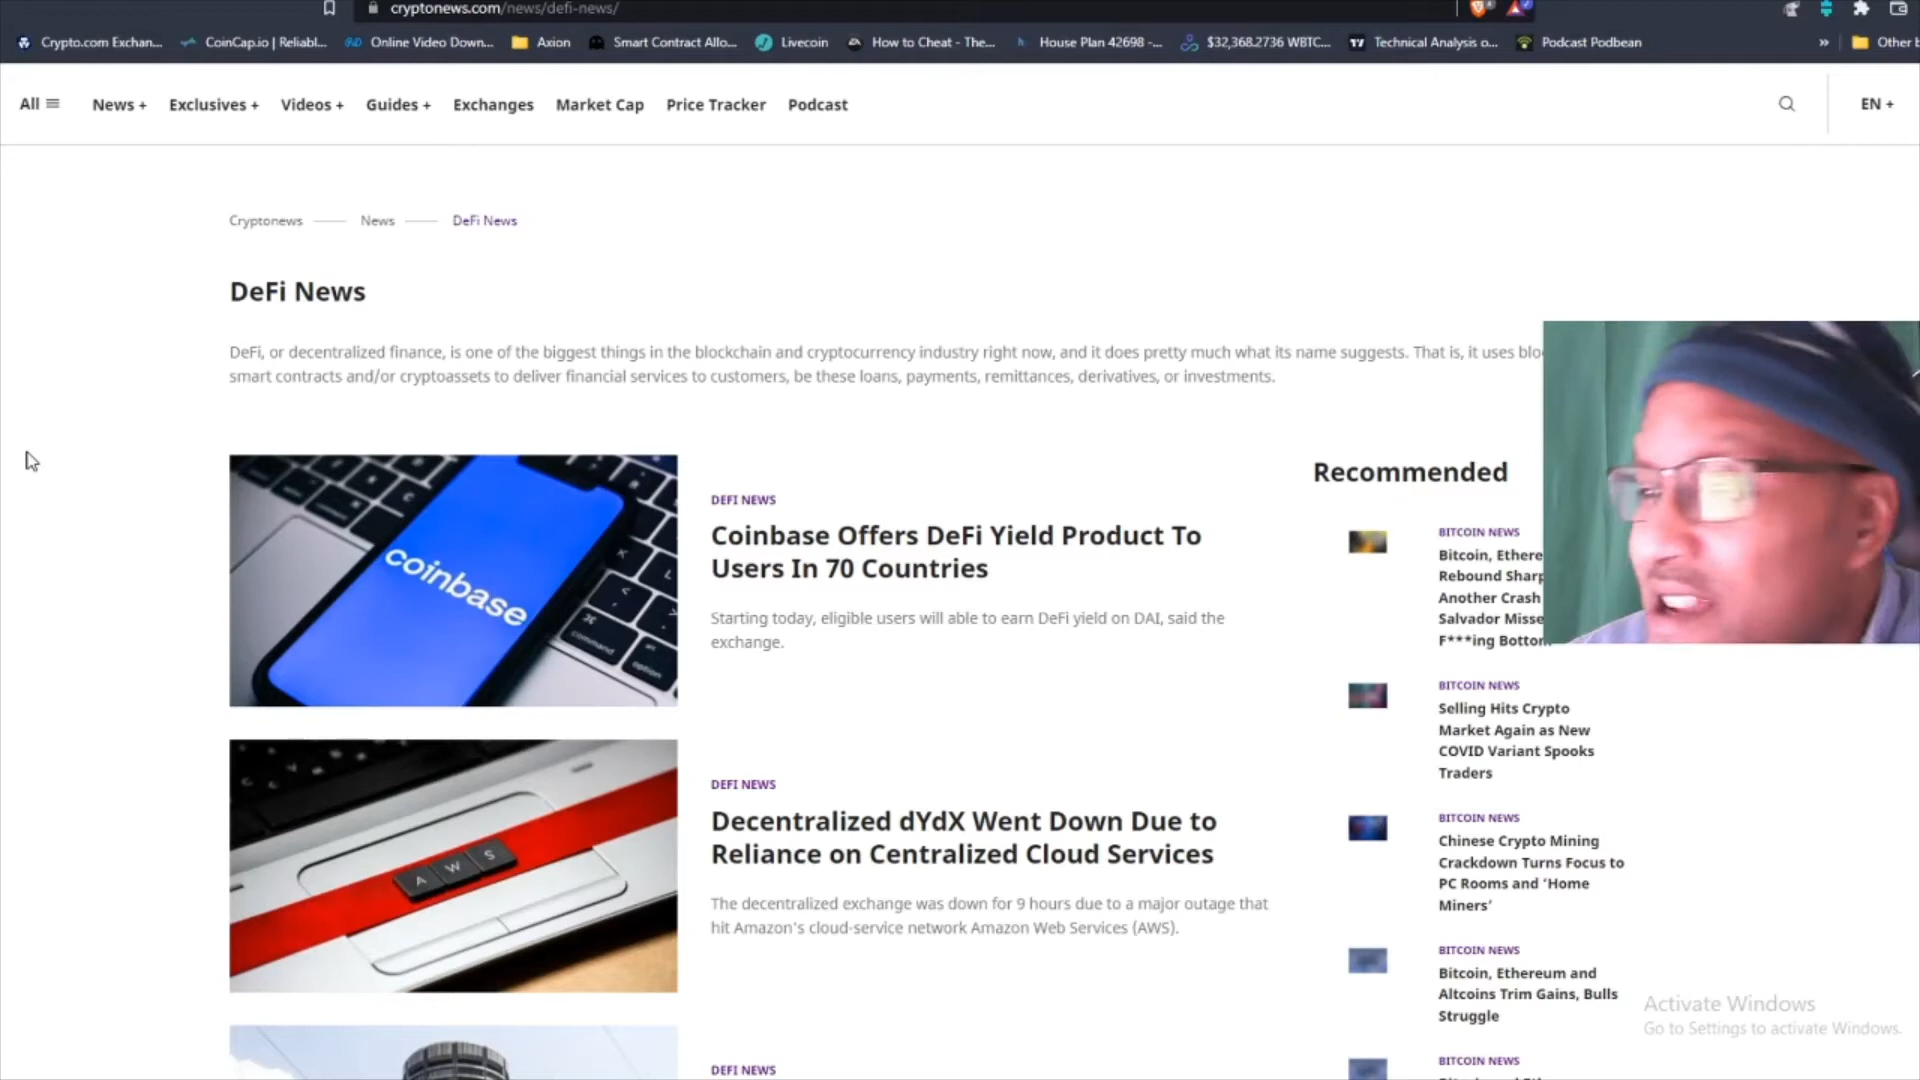 cryptonews.com/news/defi-news/
Crypto.com Exchan... CoinCap.io | Reliabl... Online Video Down... Axion Smart Contract Allo... Livecoin How to Cheat - The... House Plan 42698 -... $32,368.2736 WBTC... Technical Analysis o... Podcast Podbean » Other b
All News + Exclusives + Videos + Guides + Exchanges Market Cap Price Tracker Podcast EN +
Cryptonews News DeFi News
DeFi News
DeFi, or decentralized finance, is one of the biggest things in the blockchain and cryptocurrency industry right now, and it does pretty much what its name suggests. That is, it uses blo
smart contracts and/or cryptoassets to deliver financial services to customers, be these loans, payments, remittances, derivatives, or investments.
coinbase
command
option
DEFI NEWS
Coinbase Offers DeFi Yield Product To
Users In 70 Countries
Starting today, eligible users will able to earn DeFi yield on DAI, said the
exchange.
A W S
DEFI NEWS
Decentralized dYdX Went Down Due to
Reliance on Centralized Cloud Services
The decentralized exchange was down for 9 hours due to a major outage that
hit Amazon's cloud-service network Amazon Web Services (AWS).
DEFI NEWS
Recommended
BITCOIN NEWS
Bitcoin, Ethere
Rebound Sharp
Another Crash
Salvador Misse
F***ing Bottom
BITCOIN NEWS
Selling Hits Crypto
Market Again as New
COVID Variant Spooks
Traders
BITCOIN NEWS
Chinese Crypto Mining
Crackdown Turns Focus to
PC Rooms and ‘Home
Miners’
BITCOIN NEWS
Bitcoin, Ethereum and
Altcoins Trim Gains, Bulls
Struggle
BITCOIN NEWS
Activate Windows
Go to Settings to activate Windows.